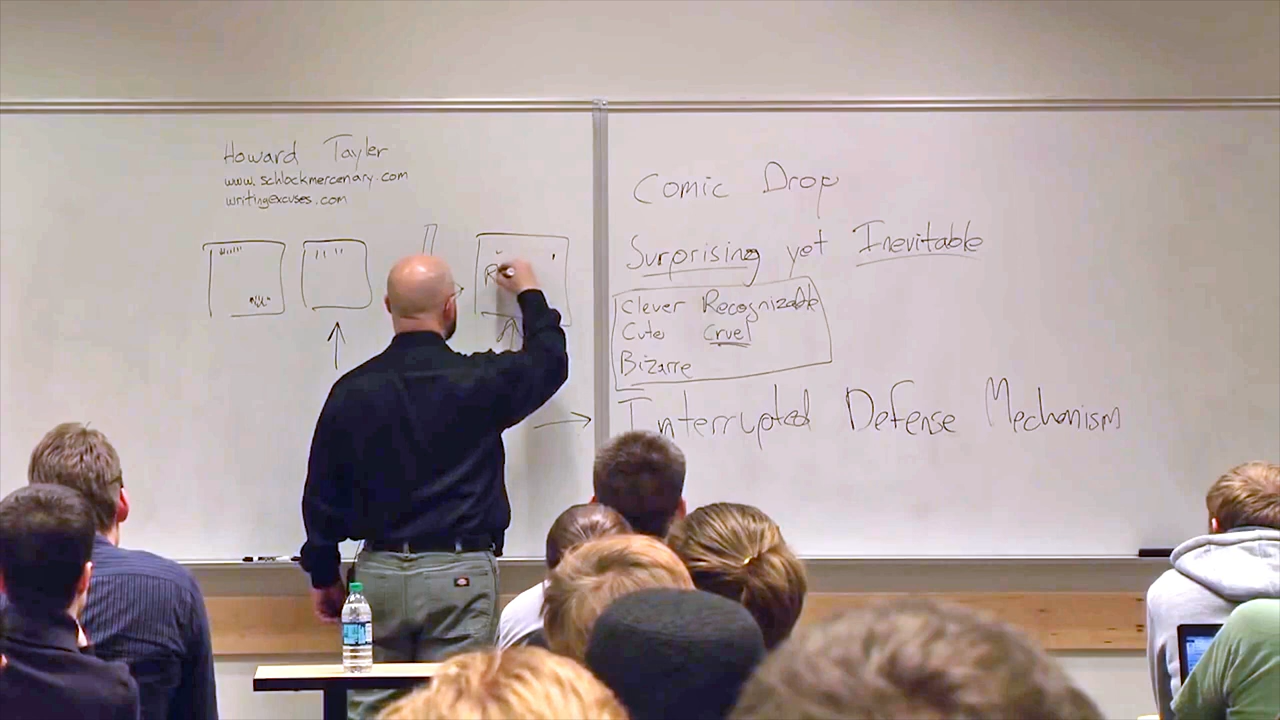 Howard Tayler
www.schlockmercenary.com
writingexcuses.com
Comic Drop
Surprising yet Inevitable
Clever Recognizable
Cute Cruel
Bizarre
Interrupted Defense Mechanism